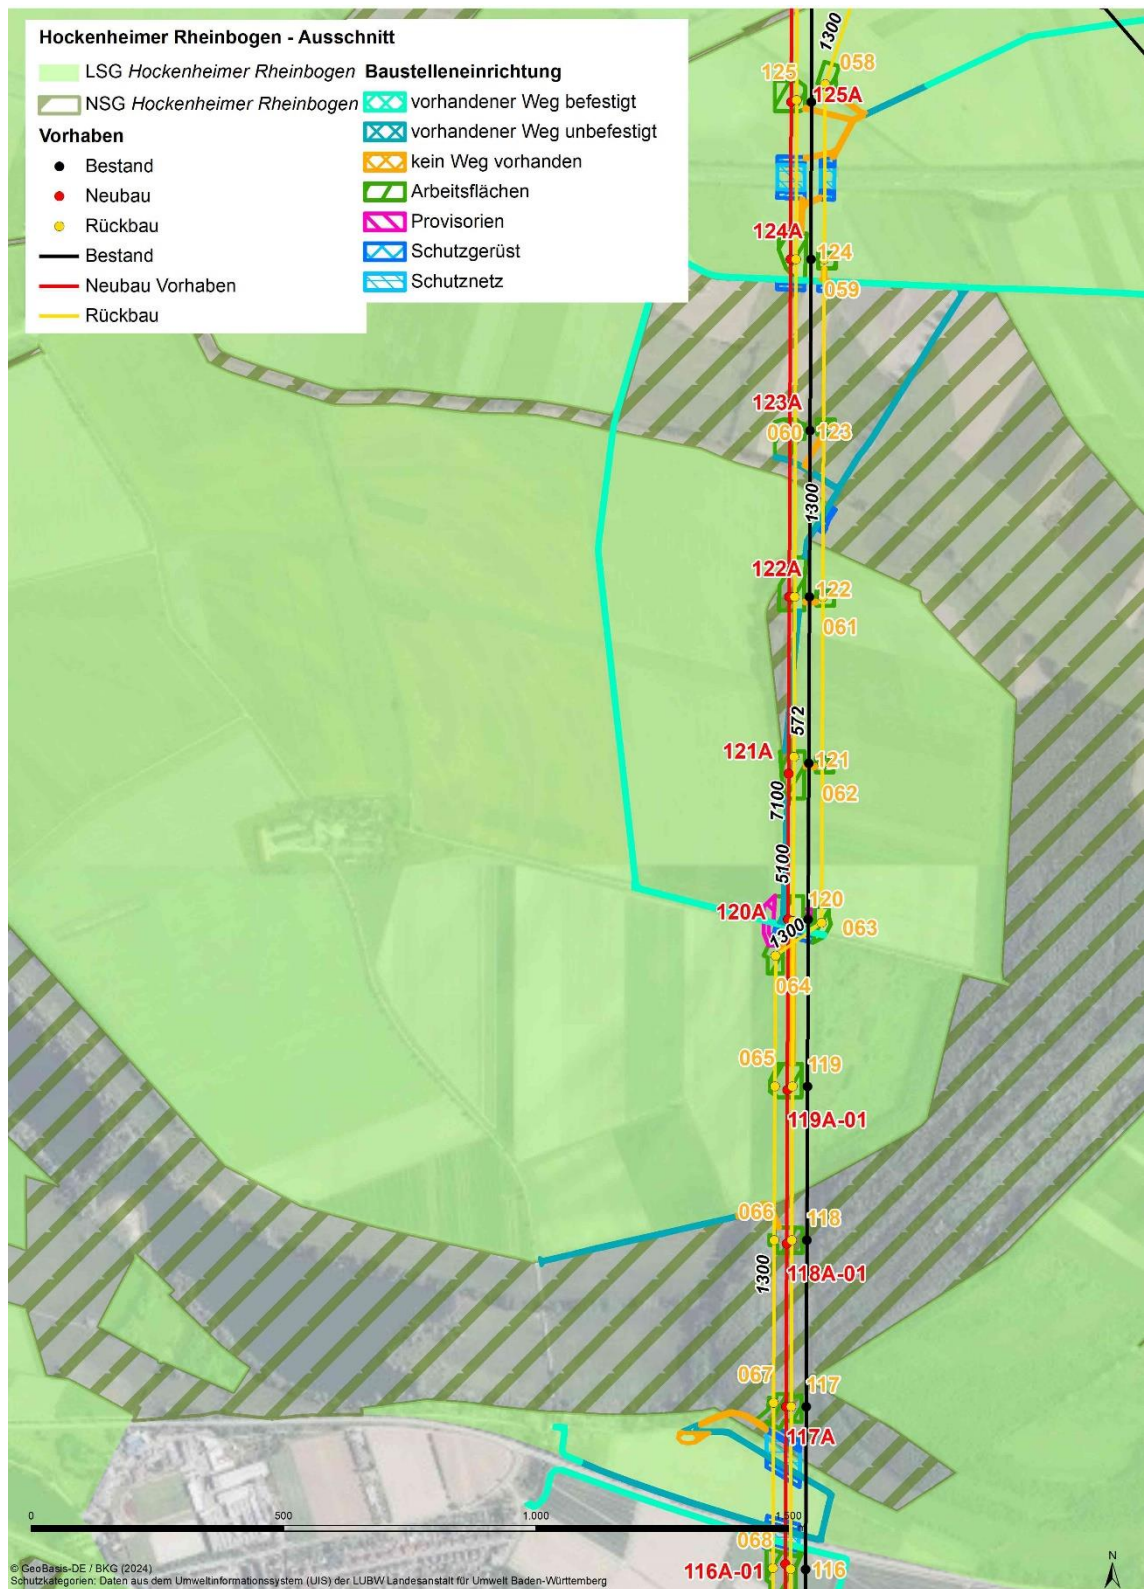 Hockenheimer Rheinbogen - Ausschnitt
LSG Hockenheimer Rheinbogen
NSG Hockenheimer Rheinbogen
Vorhaben
Bestand
Neubau
Rückbau
Bestand
Neubau Vorhaben
Rückbau
Baustelleneinrichtung
vorhandener Weg befestigt
vorhandener Weg unbefestigt
kein Weg vorhanden
Arbeitsflächen
Provisorien
Schutzgerüst
Schutznetz
1300
058
125
125A
124A
124
059
123A
060
123
1300
122A
122
061
572
121A
121
062
7100
5100
120A
120
1300
063
064
065
119
119A-01
066
118
118A-01
1300
067
117
117A
0
500
1.000
1.500
068
116A-01
116
N
© GeoBasis-DE / BKG (2024)
Schutzkategorien: Daten aus dem Umweltinformationssystem (UIS) der LUBW Landesanstalt für Umwelt Baden-Württemberg